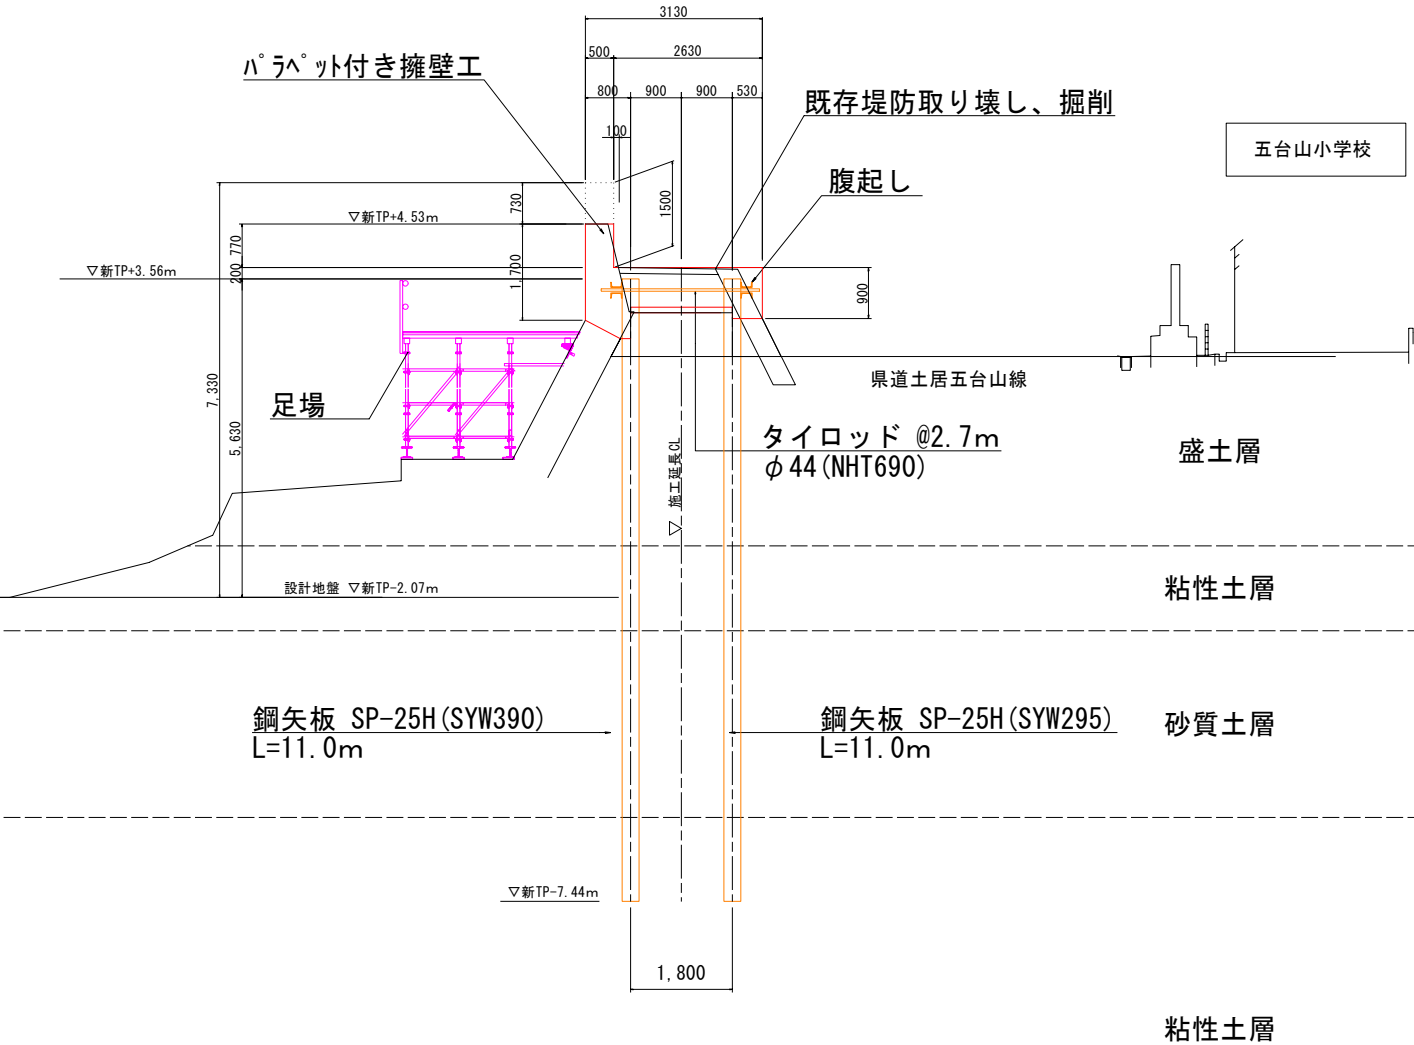 3130
500
2630
パラペット付き擁壁工
800
900
900
530
既存堤防取り壊し、掘削
100
五台山小学校
腹起し
730
1500
▽新TP+4.53m
770
▽新TP+3.56m
200
1,700
900
7,330
県道土居五台山線
足場
5,630
タイロッド @2.7m
φ44(NHT690)
盛土層
施工延長CL
▽
粘性土層
設計地盤 ▽新TP-2.07m
鋼矢板 SP-25H(SYW390)
L=11.0m
鋼矢板 SP-25H(SYW295)
L=11.0m
砂質土層
▽新TP-7.44m
1,800
粘性土層